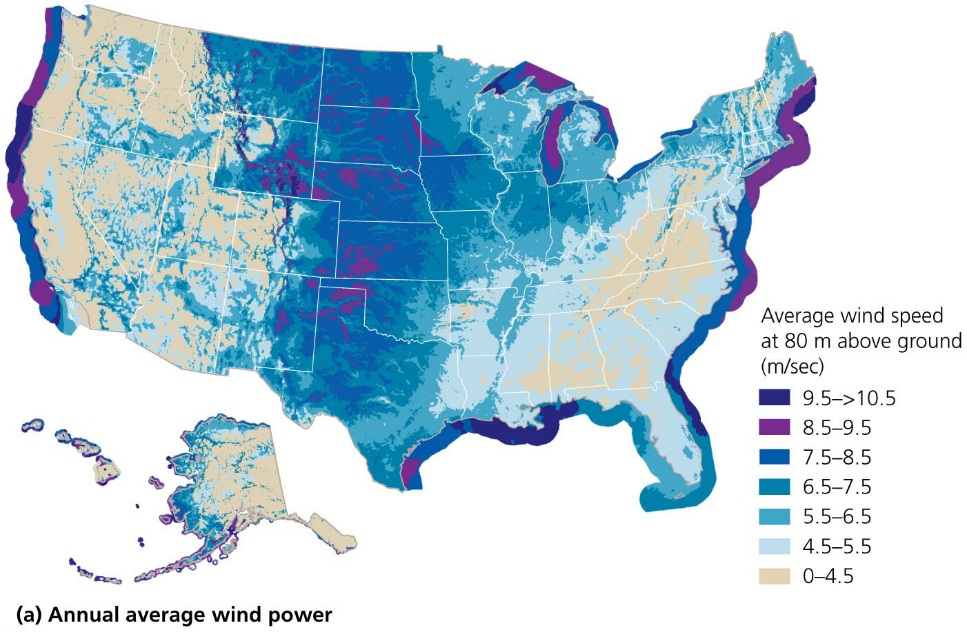 Average wind speed
at 80 m above ground
(m/sec)
9.5–>10.5
8.5–9.5
7.5–8.5
6.5–7.5
5.5–6.5
4.5–5.5
0–4.5
(a) Annual average wind power